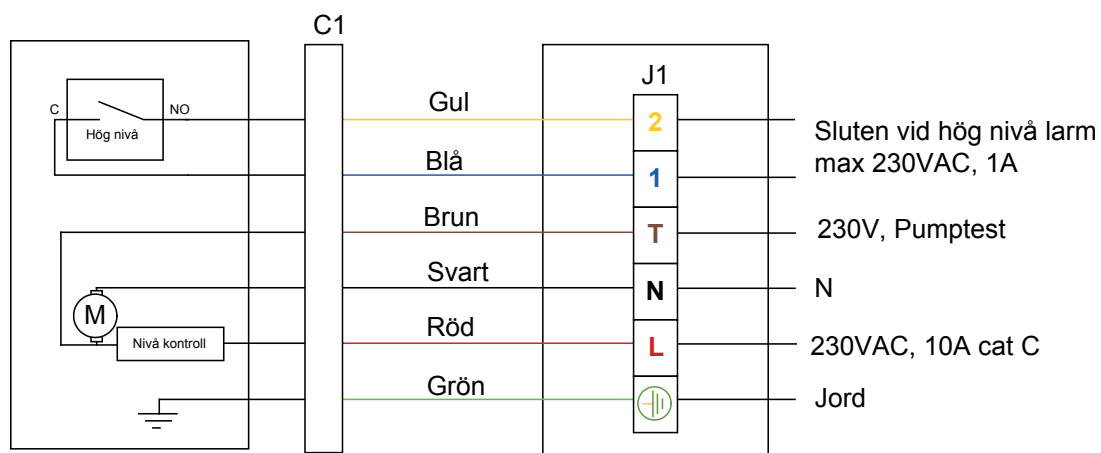 C1
J1
C
NO
Hög nivå
Gul
2
Sluten vid hög nivå larm
max 230VAC, 1A
Blå
1
Brun
T
230V, Pumptest
Svart
N
N
M
Nivå kontroll
Röd
L
230VAC, 10A cat C
Grön
Jord